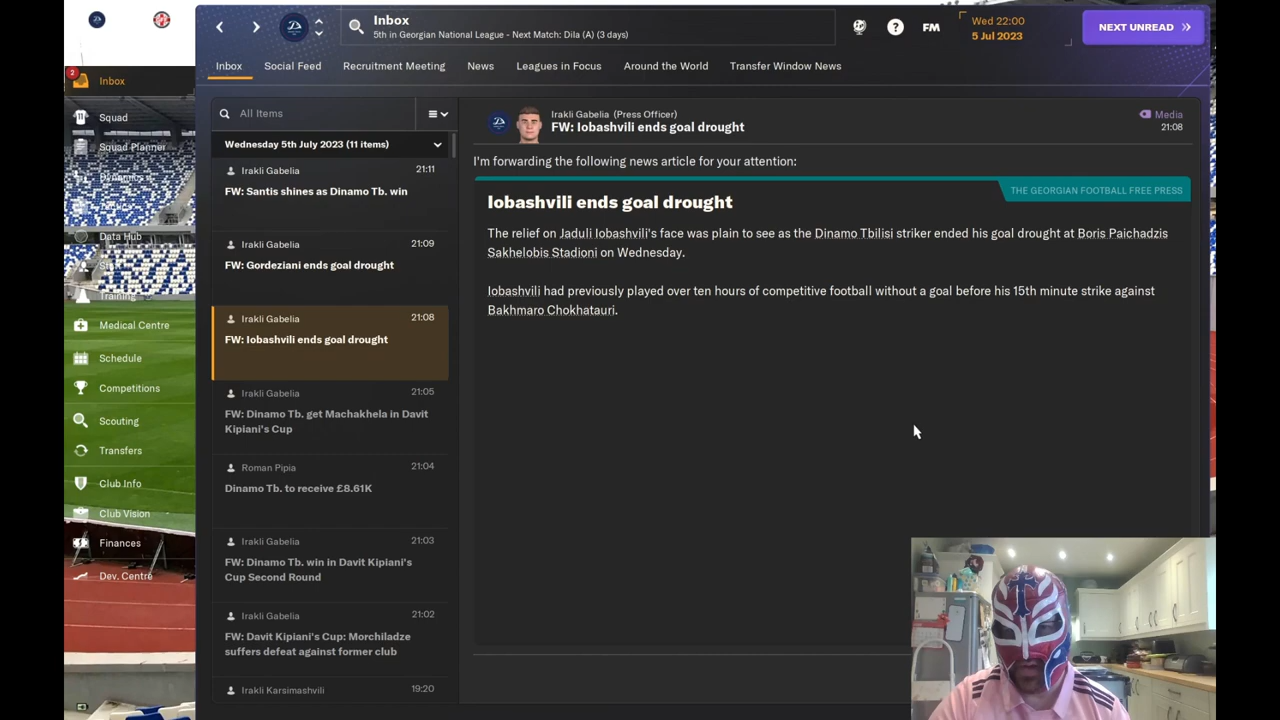 Inbox
5th in Georgian National League - Next Match: Dila (A) (3 days)
?
FM
Wed 22:00
5 Jul 2023
NEXT UNREAD
Inbox
Social Feed
Recruitment Meeting
News
Leagues in Focus
Around the World
Transfer Window News
2
Inbox
Squad
Squad Planner
Dynamics
Data Hub
Training
Medical Centre
Schedule
Competitions
Scouting
Transfers
Club Info
Club Vision
Finances
Dev. Centre
All Items
Wednesday 5th July 2023 (11 items)
Irakli Gabelia
21:11
FW: Santis shines as Dinamo Tb. win
Irakli Gabelia
21:09
FW: Gordeziani ends goal drought
Irakli Gabelia
21:08
FW: Iobashvili ends goal drought
Irakli Gabelia
21:05
FW: Dinamo Tb. get Machakhela in Davit
Kipiani's Cup
Roman Pipia
21:04
Dinamo Tb. to receive £8.61K
Irakli Gabelia
21:03
FW: Dinamo Tb. win in Davit Kipiani's
Cup Second Round
Irakli Gabelia
21:02
FW: Davit Kipiani's Cup: Morchiladze
suffers defeat against former club
Irakli Karsimashvili
19:20
Irakli Gabelia (Press Officer)
FW: Iobashvili ends goal drought
Media
21:08
I'm forwarding the following news article for your attention:
THE GEORGIAN FOOTBALL FREE PRESS
Iobashvili ends goal drought
The relief on Jaduli Iobashvili's face was plain to see as the Dinamo Tbilisi striker ended his goal drought at Boris Paichadzis
Sakhelobis Stadioni on Wednesday.
Iobashvili had previously played over ten hours of competitive football without a goal before his 15th minute strike against
Bakhmaro Chokhatauri.